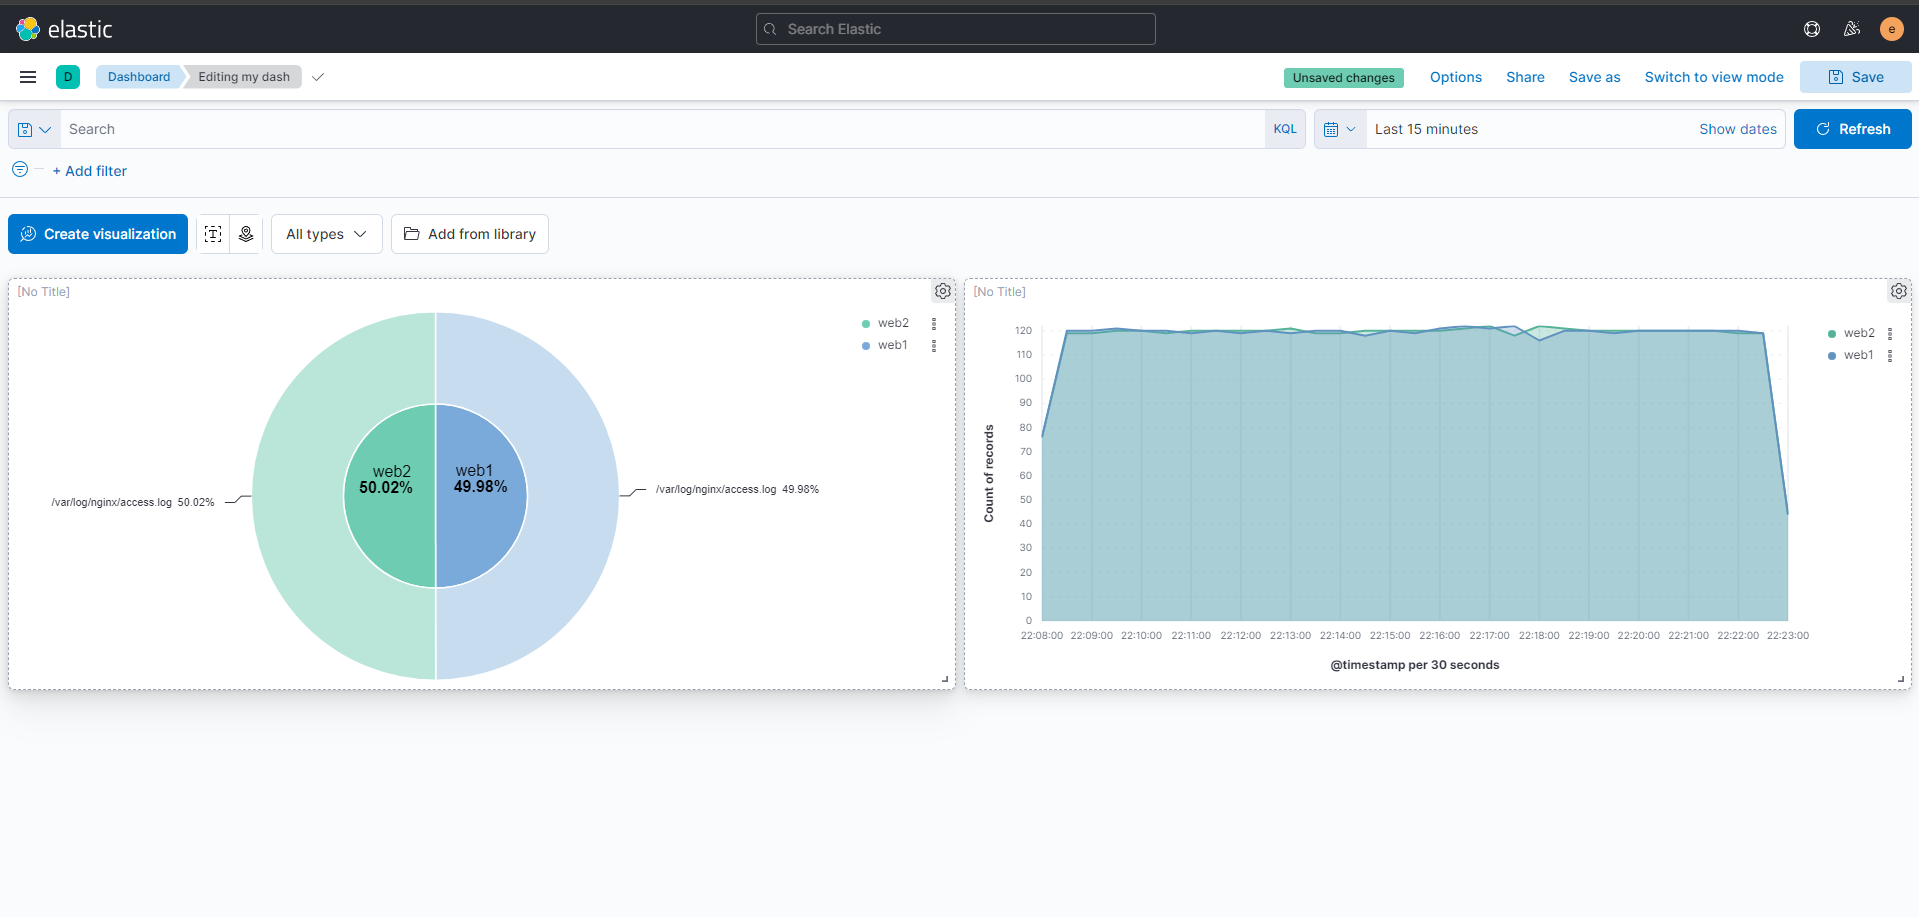 elastic
Search Elastic
e
D
Dashboard
Editing my dash
Unsaved changes
Options
Share
Save as
Switch to view mode
Save
Search
KQL
Last 15 minutes
Show dates
Refresh
+ Add filter
Create visualization
All types
Add from library
[No Title]
web2
web1
web2
50.02%
web1
49.98%
/var/log/nginx/access.log 50.02%
/var/log/nginx/access.log 49.98%
[No Title]
web2
web1
Count of records
120
110
100
90
80
70
60
50
40
30
20
10
0
22:08:00 22:09:00 22:10:00 22:11:00 22:12:00 22:13:00 22:14:00 22:15:00 22:16:00 22:17:00 22:18:00 22:19:00 22:20:00 22:21:00 22:22:00 22:23:00
@timestamp per 30 seconds